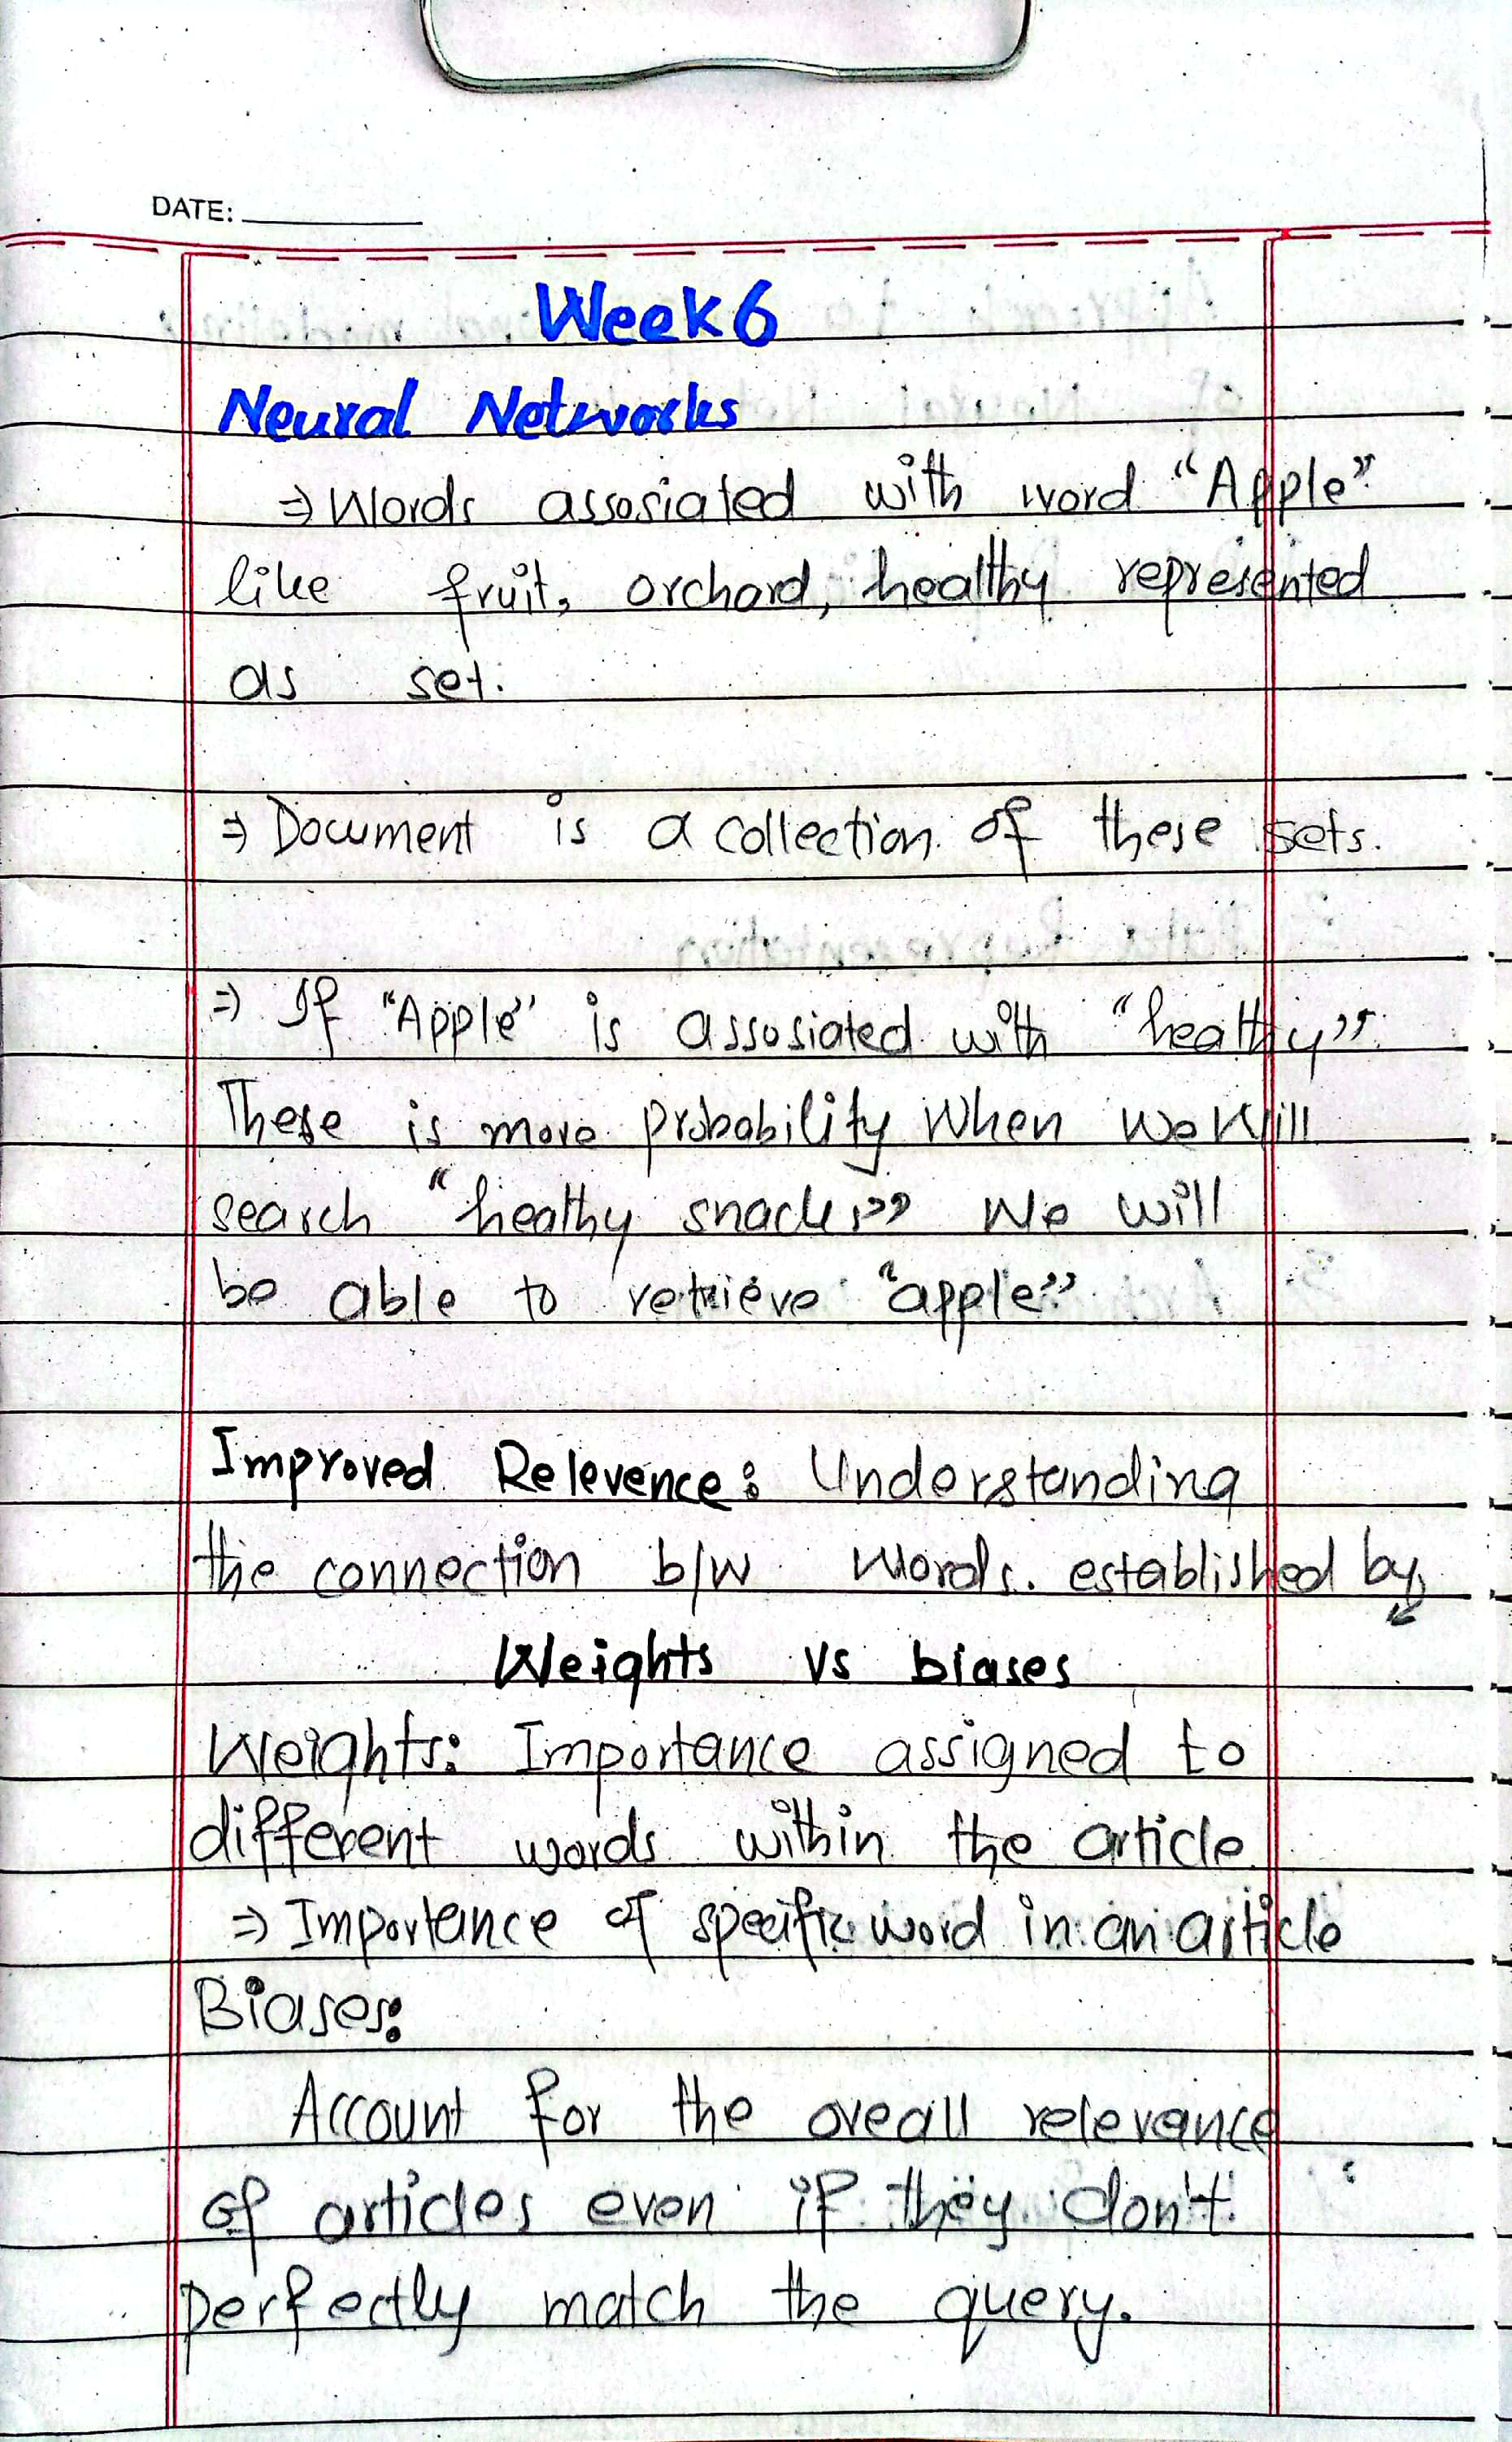 DATE:
Week 6
Neural Networks
⇒ Words assosiated with word "Apple"
like fruit, orchard, healthy represented
as set.
⇒ Document is a collection of these sets.
⇒ If "Apple" is assosiated with "healthy".
There is more probability when we will
search "healthy snacks" we will
be able to retrieve "apple"
Improved Relevence: Understanding
the connection b/w words. established by
Weights vs biases
Weights: Importance assigned to
different words within the article
⇒ Importance of specific word in an article
Biases:
Account for the oveall relevance
of articles even if they don't
perfectly match the query.